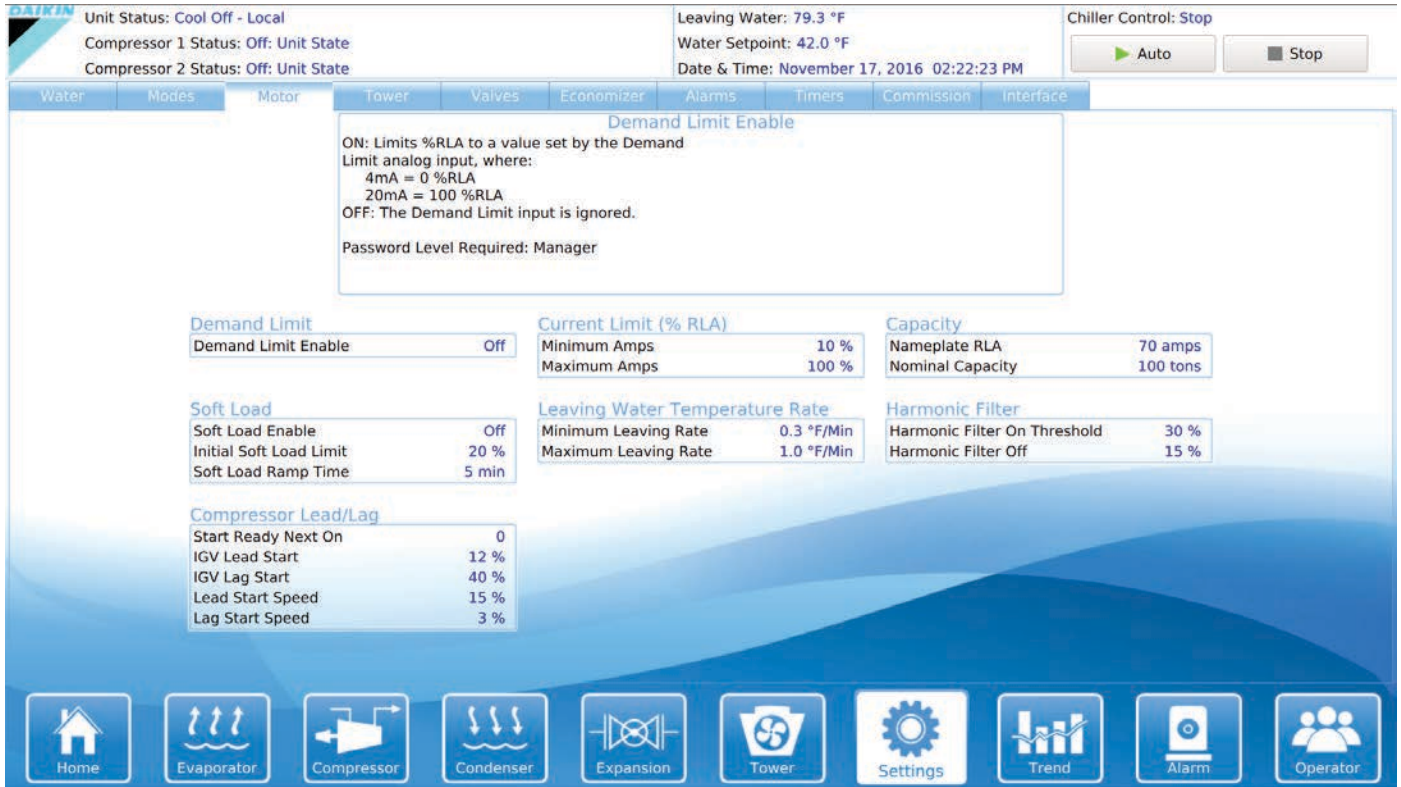 DAIKIN
Unit Status: Cool Off - Local
Compressor 1 Status: Off: Unit State
Compressor 2 Status: Off: Unit State
Leaving Water: 79.3 °F
Water Setpoint: 42.0 °F
Date & Time: November 17, 2016 02:22:23 PM
Chiller Control: Stop
Auto Stop
Water Modes Motor Tower Valves Economizer Alarms Timers Commission Interface
Demand Limit Enable
ON: Limits %RLA to a value set by the Demand
Limit analog input, where:
4mA = 0 %RLA
20mA = 100 %RLA
OFF: The Demand Limit input is ignored.
Password Level Required: Manager
Demand Limit
Demand Limit Enable Off
Current Limit (% RLA)
Minimum Amps 10 %
Maximum Amps 100 %
Capacity
Nameplate RLA 70 amps
Nominal Capacity 100 tons
Soft Load
Soft Load Enable Off
Initial Soft Load Limit 20 %
Soft Load Ramp Time 5 min
Leaving Water Temperature Rate
Minimum Leaving Rate 0.3 °F/Min
Maximum Leaving Rate 1.0 °F/Min
Harmonic Filter
Harmonic Filter On Threshold 30 %
Harmonic Filter Off 15 %
Compressor Lead/Lag
Start Ready Next On 0
IGV Lead Start 12 %
IGV Lag Start 40 %
Lead Start Speed 15 %
Lag Start Speed 3 %
Home Evaporator Compressor Condenser Expansion Tower Settings Trend Alarm Operator